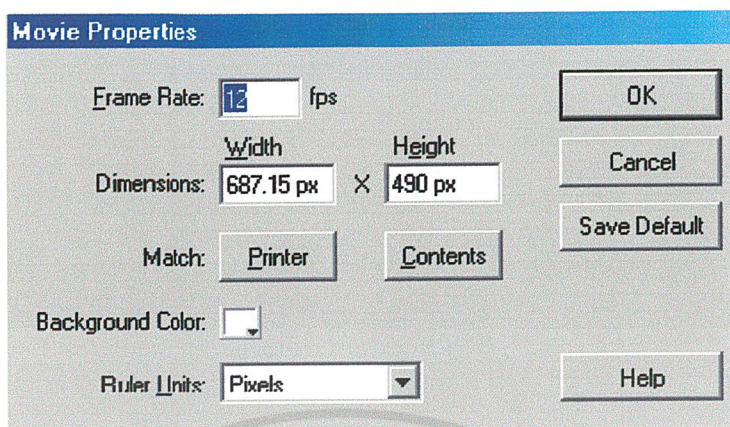 Movie Properties
Frame Rate: 12 fps OK
Width Height
Dimensions: 687.15 px X 490 px Cancel
Save Default
Match: Printer Contents
Background Color:
Ruler Units: Pixels Help